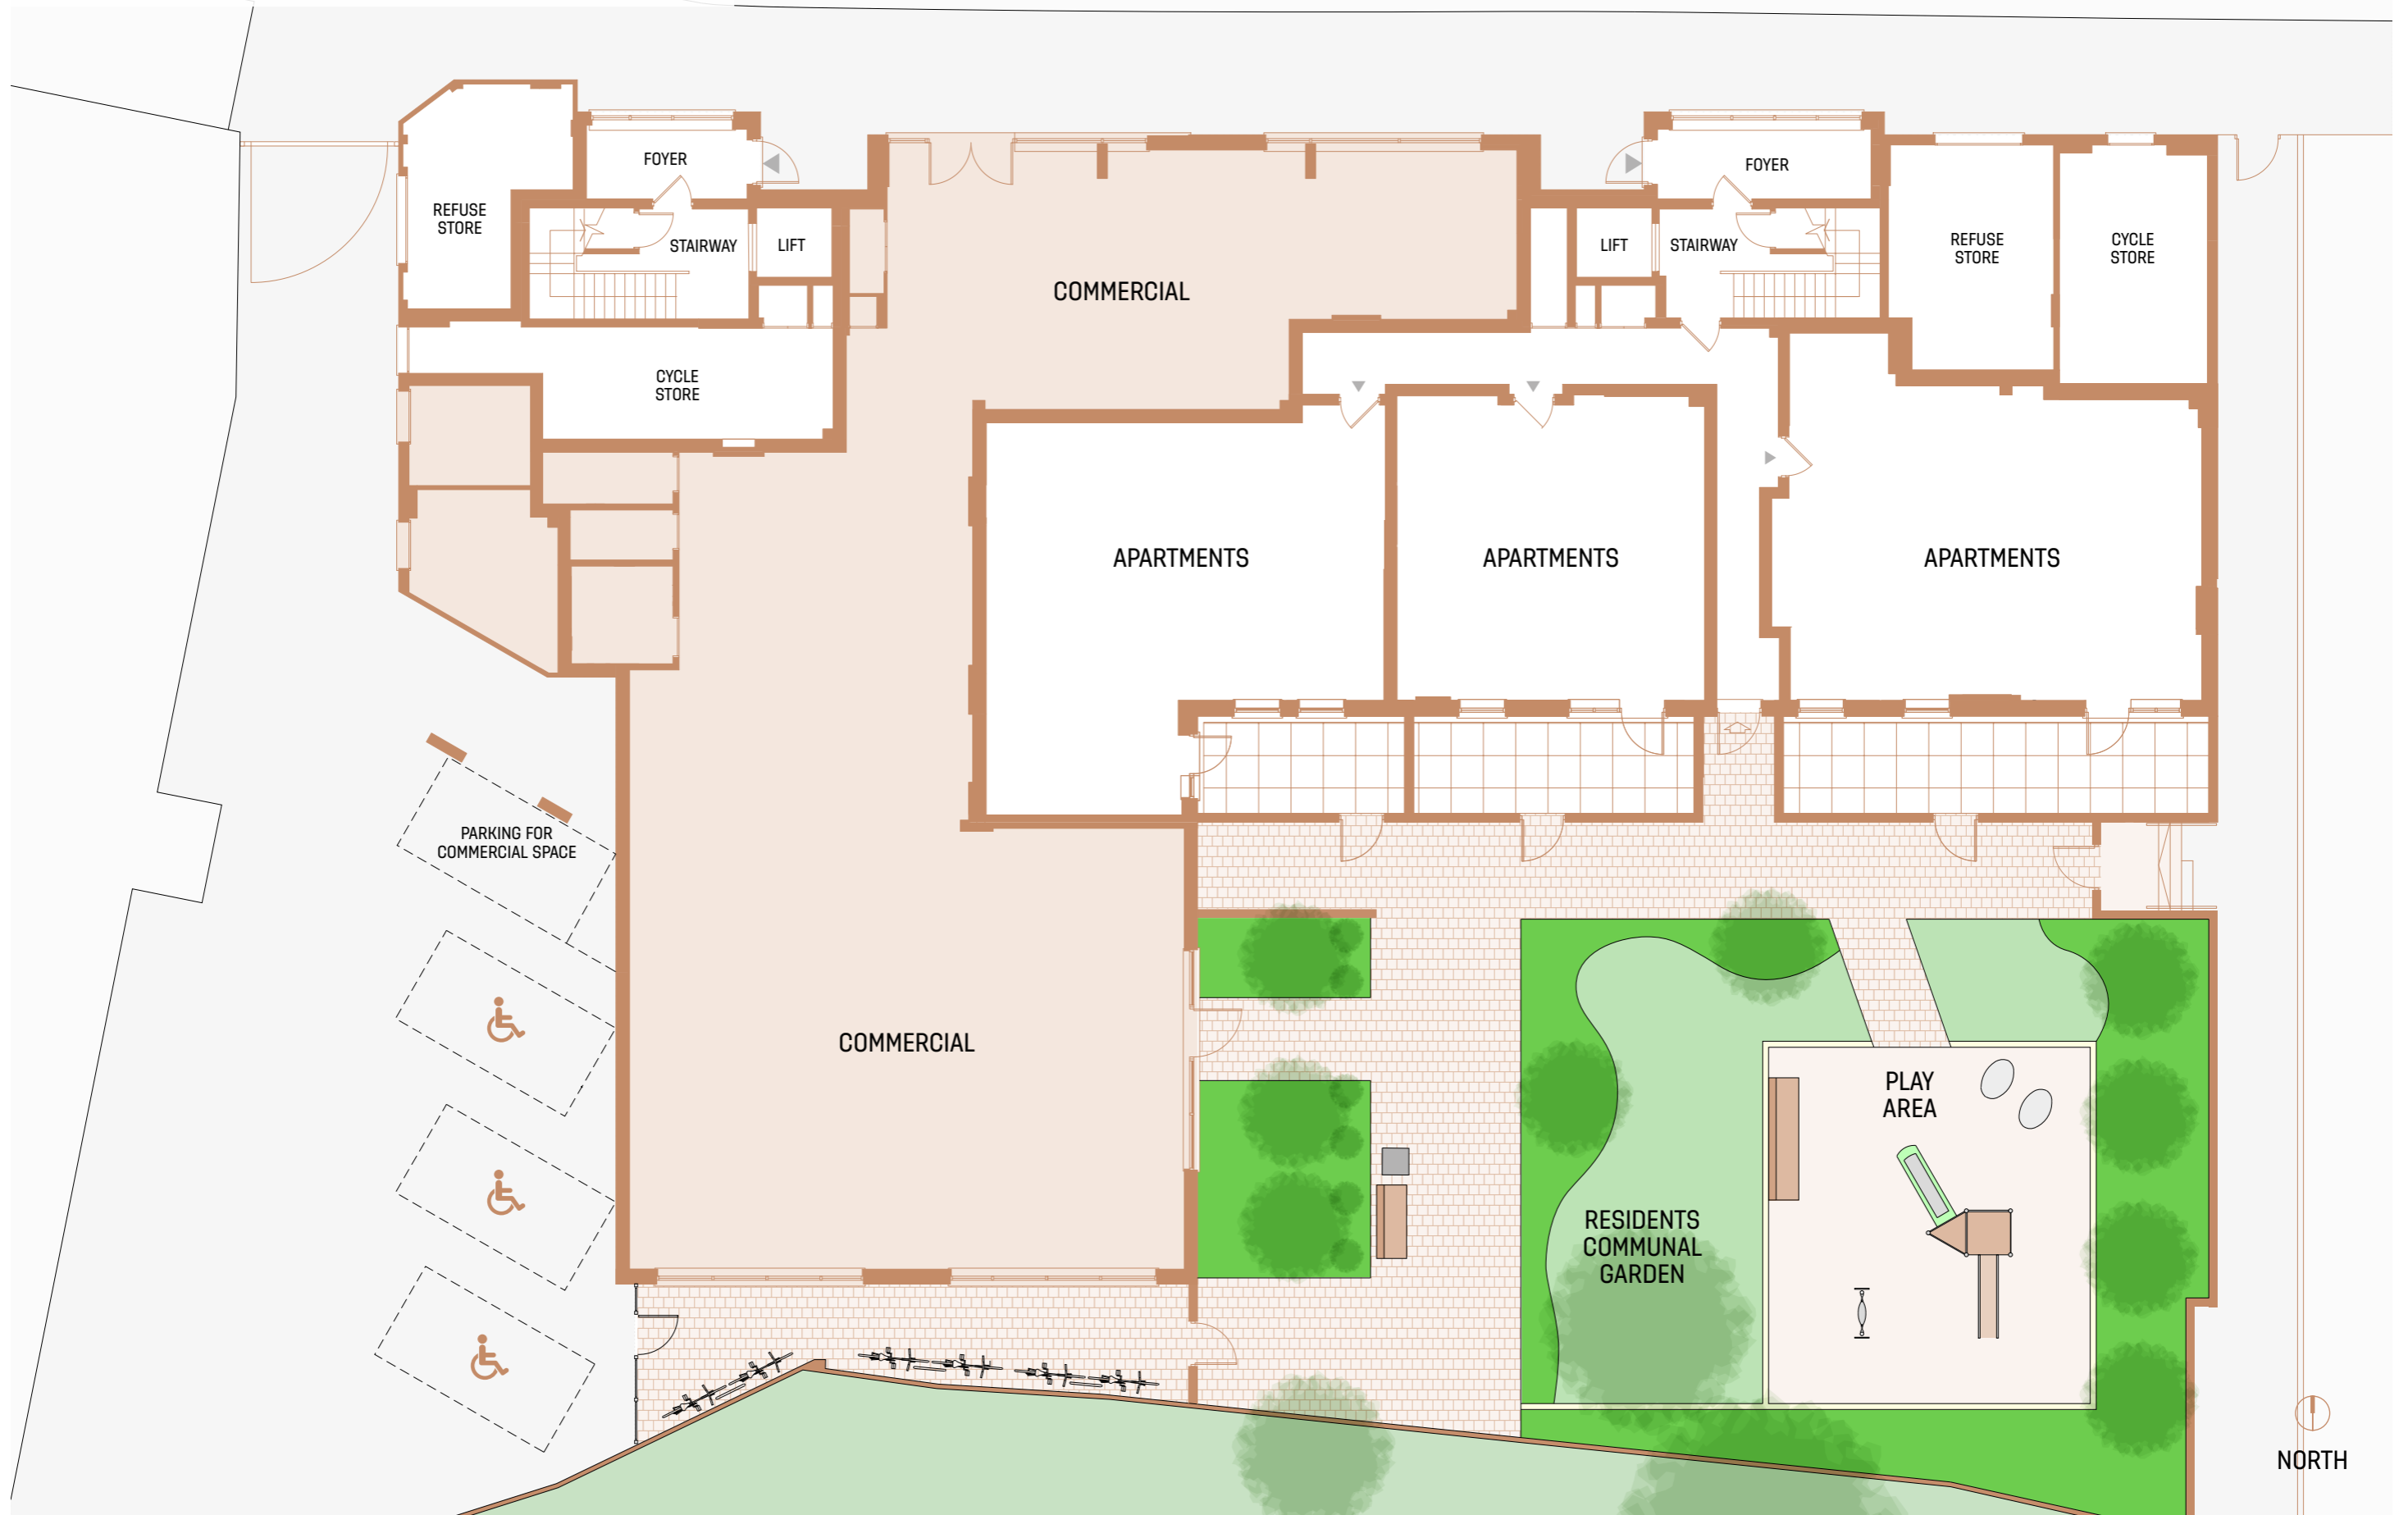 FOYER
FOYER
REFUSE
STORE
STAIRWAY
LIFT
LIFT
STAIRWAY
REFUSE
STORE
CYCLE
STORE
COMMERCIAL
CYCLE
STORE
APARTMENTS
APARTMENTS
APARTMENTS
PARKING FOR
COMMERCIAL SPACE
COMMERCIAL
PLAY
AREA
RESIDENTS
COMMUNAL
GARDEN
NORTH